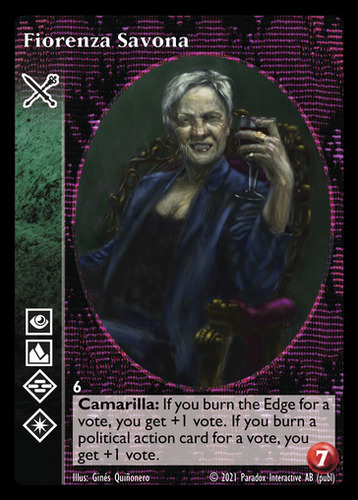 Fiorenza Savona
6
Camarilla: If you burn the Edge for a
vote, you get +1 vote. If you burn a
political action card for a vote, you
get +1 vote.
7
Illus: Ginés Quiñonero
© 2021 Paradox Interactive AB (publ)